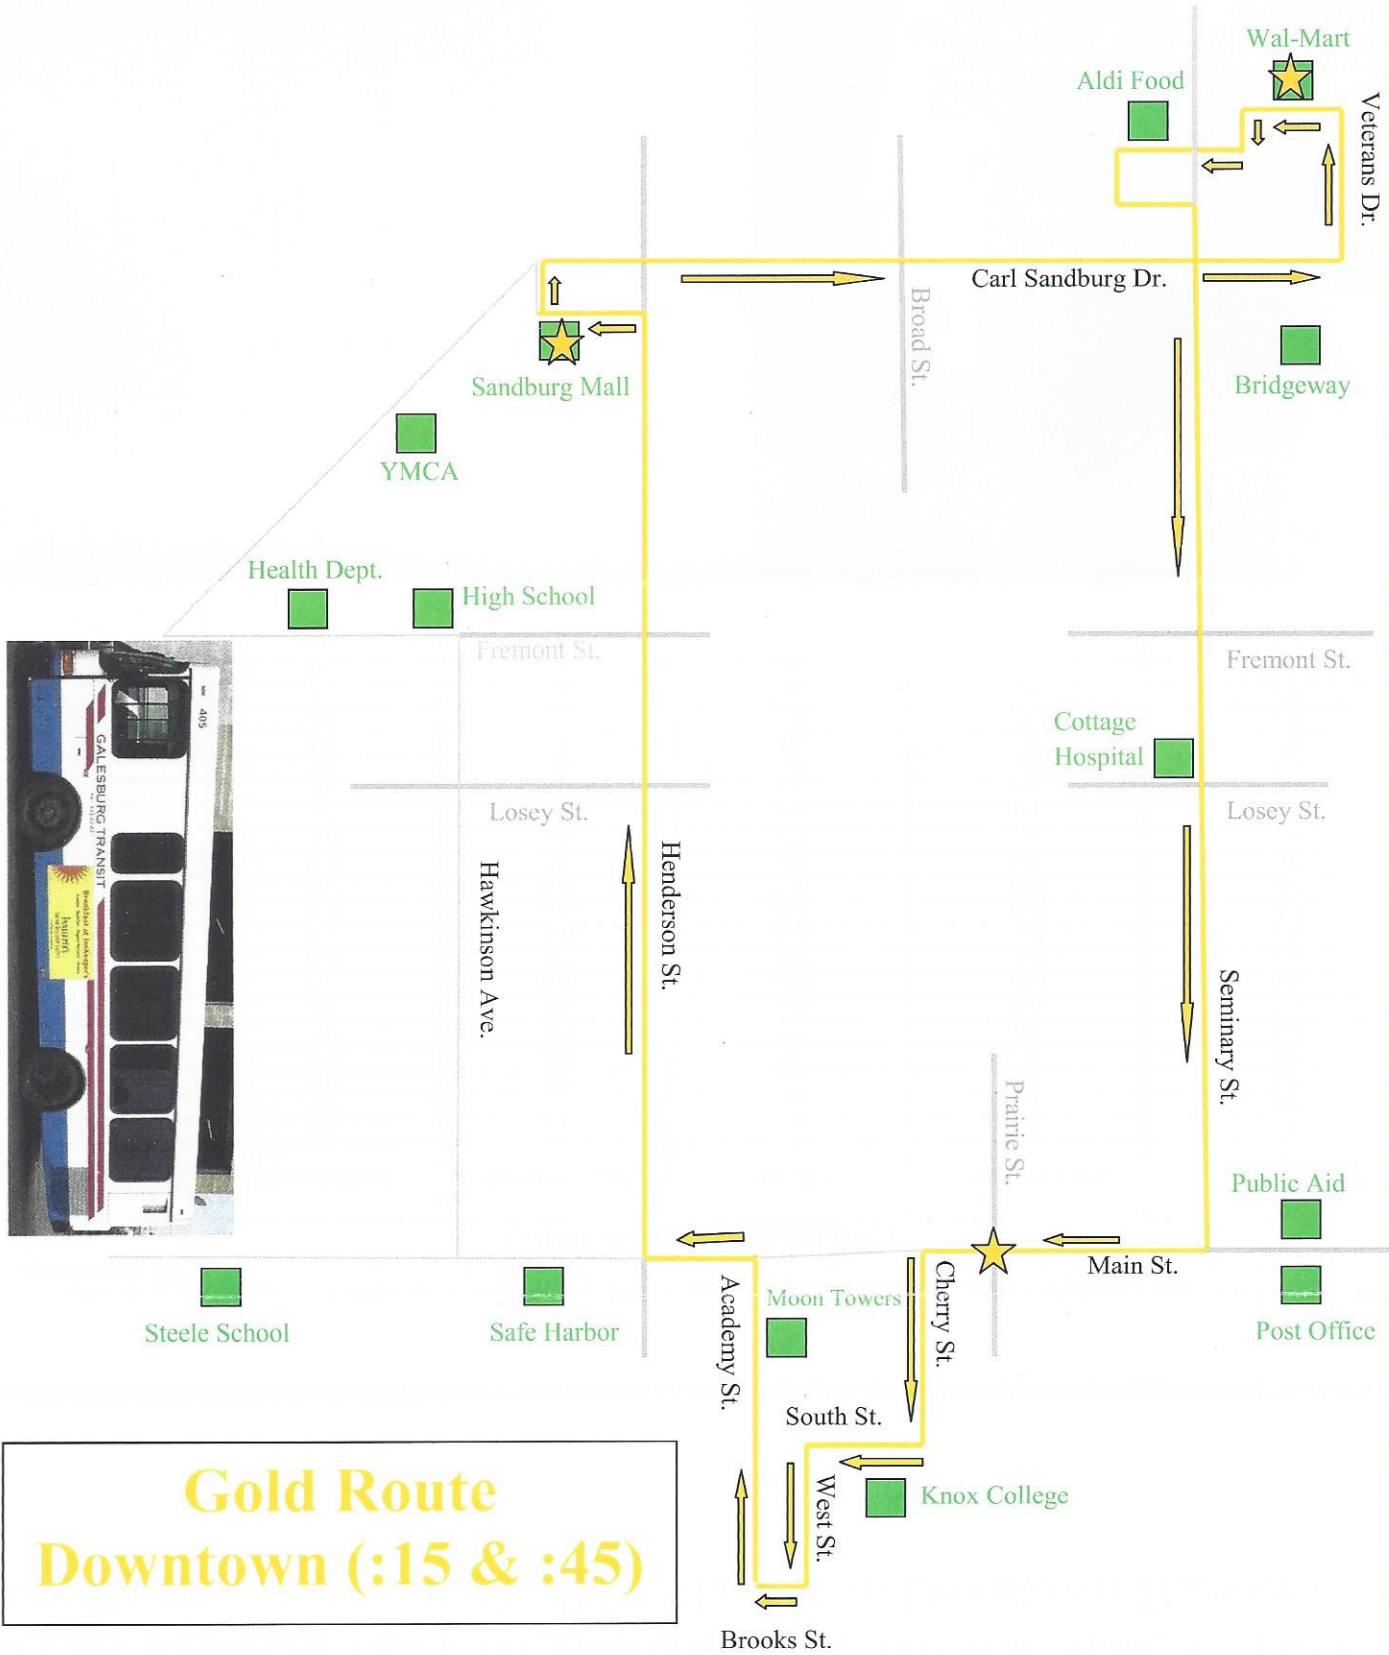 Wal-Mart
Aldi Food
Veterans Dr.
Carl Sandburg Dr.
Broad St.
Sandburg Mall
Bridgeway
YMCA
Health Dept.
High School
Fremont St.
Fremont St.
405
GALESBURG TRANSIT
Breakfast at Innkeeper's
Cottage
Hospital
Losey St.
Losey St.
Henderson St.
Hawkinson Ave.
Seminary St.
Prairie St.
Public Aid
Main St.
Post Office
Cherry St.
Moon Towers
Academy St.
Steele School
Safe Harbor
South St.
West St.
Knox College
Brooks St.
Gold Route
Downtown (:15 & :45)